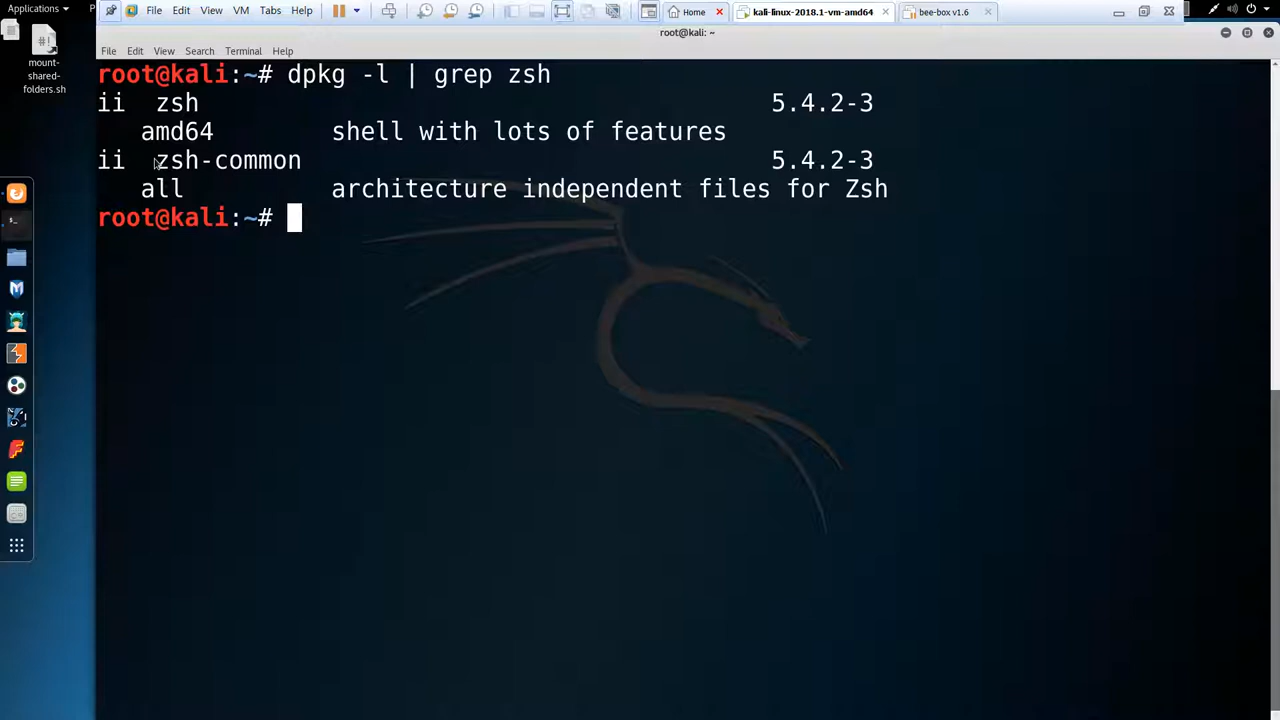 Applications
P
File Edit View VM Tabs Help
Home
kali-linux-2018.1-vm-amd64
bee-box v1.6
root@kali: ~
File Edit View Search Terminal Help
#!
mount-
shared-
folders.sh
root@kali:~# dpkg -l | grep zsh
ii zsh 5.4.2-3
amd64 shell with lots of features
ii zsh-common 5.4.2-3
all architecture independent files for Zsh
root@kali:~#